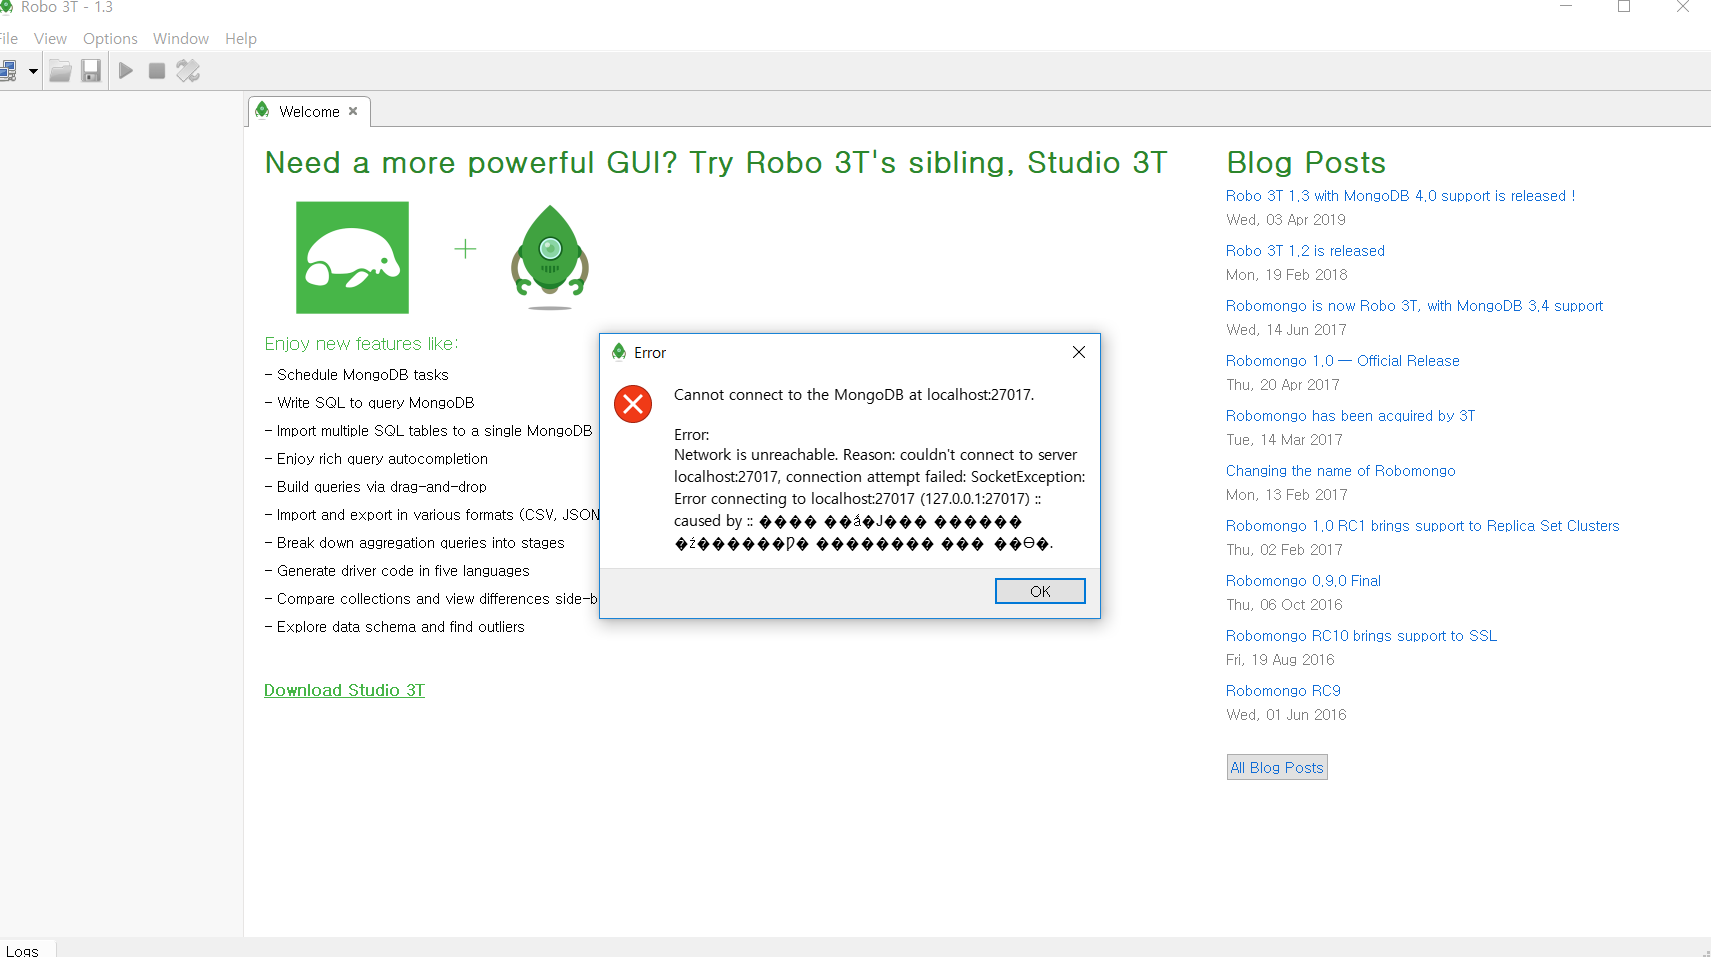 Robo 3T - 1.3
File View Options Window Help
Welcome
Need a more powerful GUI? Try Robo 3T's sibling, Studio 3T
Enjoy new features like:
- Schedule MongoDB tasks
- Write SQL to query MongoDB
- Import multiple SQL tables to a single MongoDB
- Enjoy rich query autocompletion
- Build queries via drag-and-drop
- Import and export in various formats (CSV, JSON
- Break down aggregation queries into stages
- Generate driver code in five languages
- Compare collections and view differences side-b
- Explore data schema and find outliers
Download Studio 3T
Error
Cannot connect to the MongoDB at localhost:27017.
Error:
Network is unreachable. Reason: couldn't connect to server
localhost:27017, connection attempt failed: SocketException:
Error connecting to localhost:27017 (127.0.0.1:27017) ::
caused by ::
OK
Blog Posts
Robo 3T 1.3 with MongoDB 4.0 support is released !
Wed, 03 Apr 2019
Robo 3T 1.2 is released
Mon, 19 Feb 2018
Robomongo is now Robo 3T, with MongoDB 3.4 support
Wed, 14 Jun 2017
Robomongo 1.0 — Official Release
Thu, 20 Apr 2017
Robomongo has been acquired by 3T
Tue, 14 Mar 2017
Changing the name of Robomongo
Mon, 13 Feb 2017
Robomongo 1.0 RC1 brings support to Replica Set Clusters
Thu, 02 Feb 2017
Robomongo 0.9.0 Final
Thu, 06 Oct 2016
Robomongo RC10 brings support to SSL
Fri, 19 Aug 2016
Robomongo RC9
Wed, 01 Jun 2016
All Blog Posts
Logs